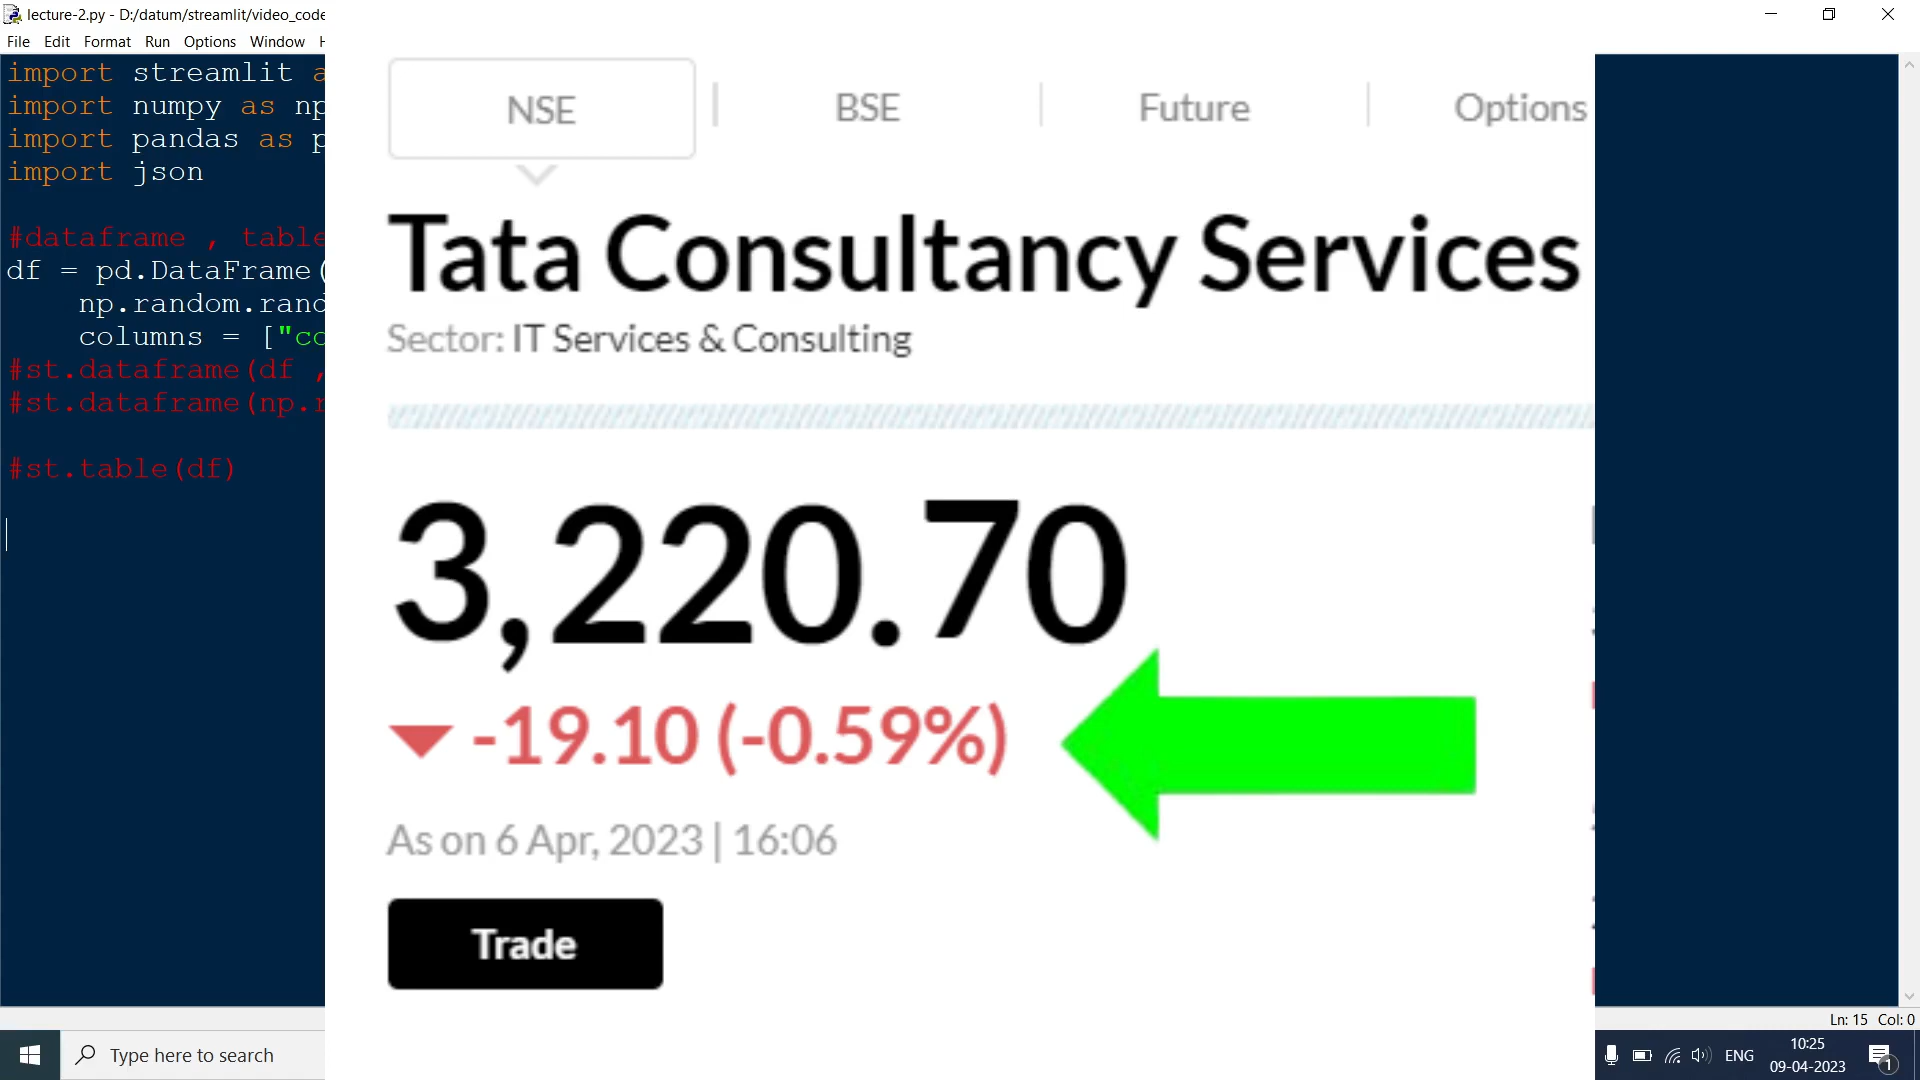 lecture-2.py - D:/datum/streamlit/video_code
File Edit Format Run Options Window
import streamlit
import numpy as np
import pandas as
import json
#dataframe , table
df = pd.DataFrame(
np.random.rand
columns = ["co
#st.dataframe(df ,
#st.dataframe(np.r
#st.table(df)
NSE
BSE
Future
Options
Tata Consultancy Services
Sector: IT Services & Consulting
3,220.70
-19.10 (-0.59%)
As on 6 Apr, 2023 | 16:06
Trade
Ln: 15 Col: 0
Type here to search
ENG
10:25
09-04-2023
1